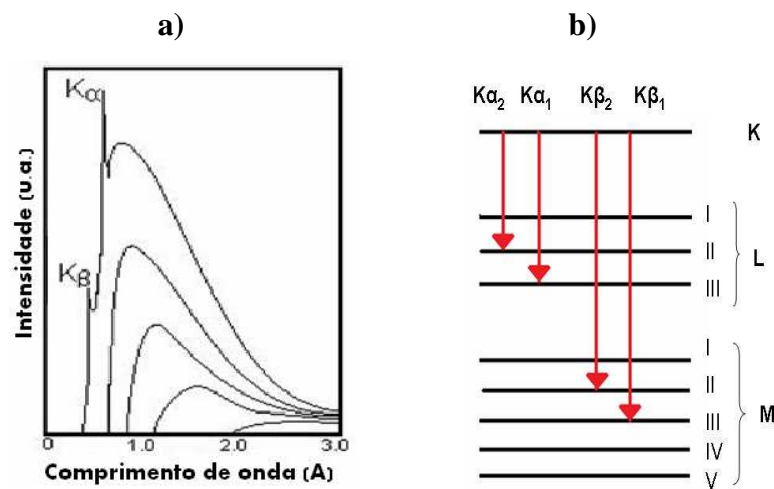 a)
b)
Kα
Kβ
Intensidade (u.a.)
1.0
2.0
3.0
Comprimento de onda (A)
Kα₂ Kα₁ Kβ₂ Kβ₁
K
I
II
III
L
I
II
III
IV
V
M